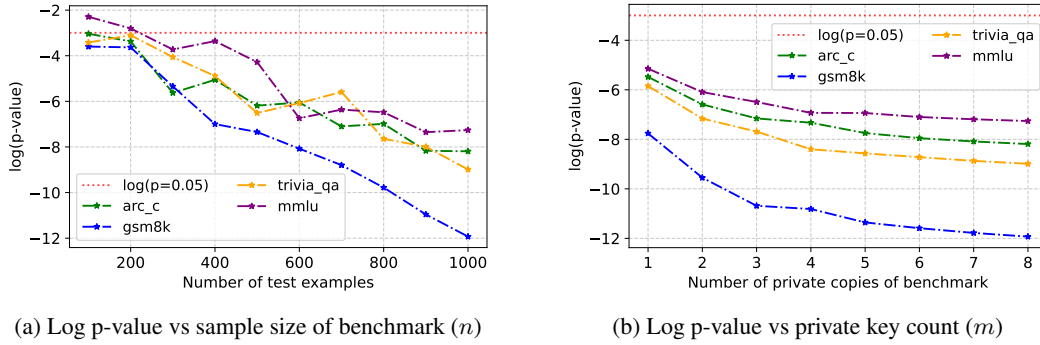 −2
−4
−6
−8
−10
−12
log(p-value)
log(p=0.05)
arc_c
gsm8k
trivia_qa
mmlu
200
400
600
800
1000
Number of test examples
(a) Log p-value vs sample size of benchmark (n)
−4
−6
−8
−10
−12
log(p-value)
log(p=0.05)
arc_c
gsm8k
trivia_qa
mmlu
1
2
3
4
5
6
7
8
Number of private copies of benchmark
(b) Log p-value vs private key count (m)